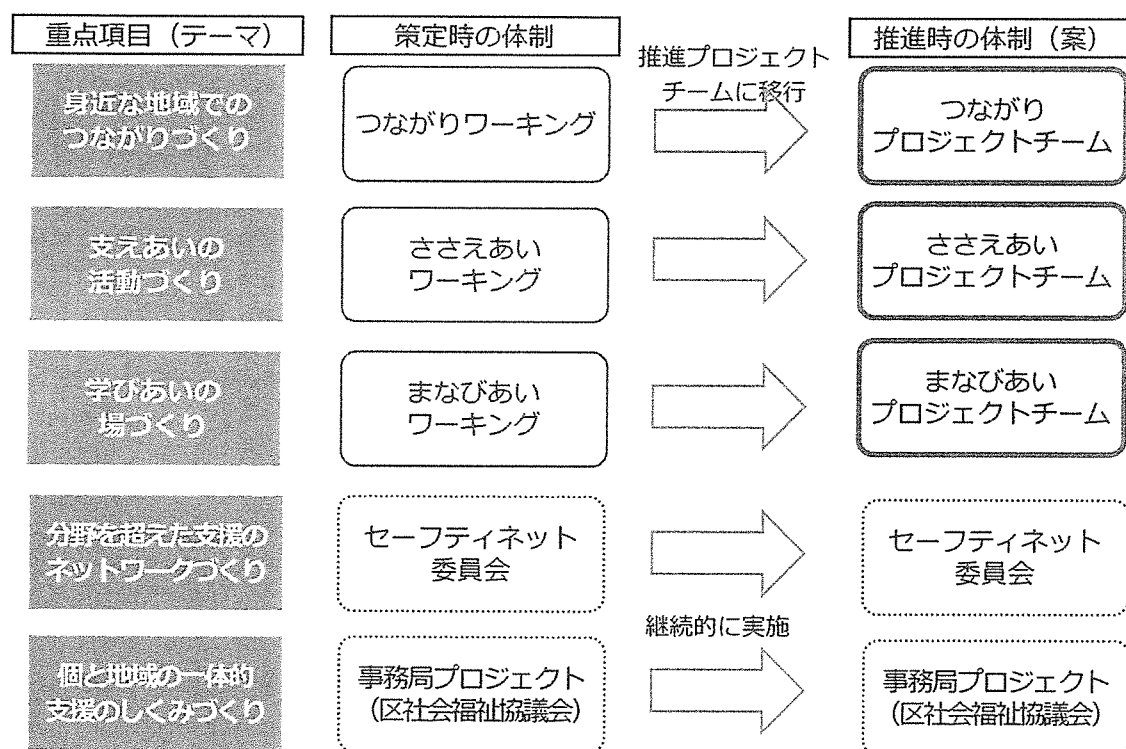 重点項目（テーマ）
策定時の体制
推進時の体制（案）
推進プロジェクト
チームに移行
身近な地域での
つながりづくり
つながりワーキング
つながり
プロジェクトチーム
支えあいの
活動づくり
ささえあい
ワーキング
ささえあい
プロジェクトチーム
学びあいの
場づくり
まなびあい
ワーキング
まなびあい
プロジェクトチーム
分野を超えた支援の
ネットワークづくり
セーフティネット
委員会
セーフティネット
委員会
継続的に実施
個と地域の一体的
支援のしくみづくり
事務局プロジェクト
（区社会福祉協議会）
事務局プロジェクト
（区社会福祉協議会）